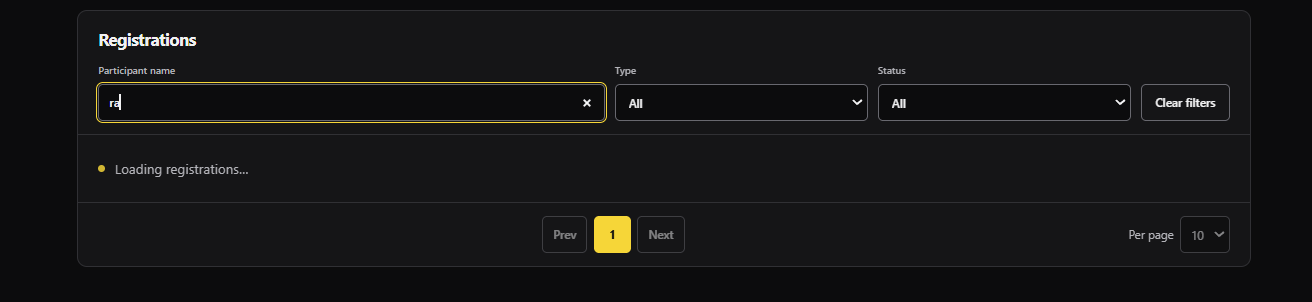 Registrations
Participant name
Type
Status
ra
×
All
All
Clear filters
Loading registrations...
Prev
1
Next
Per page
10